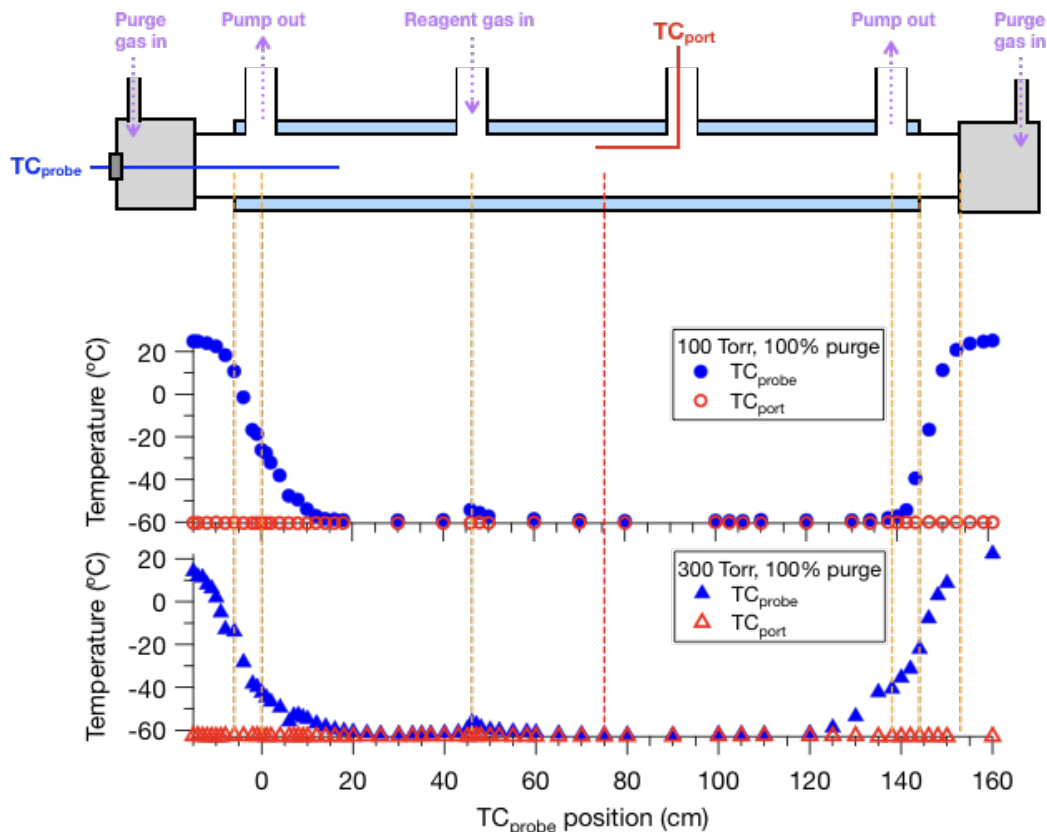 Purge
gas in
Pump out
Reagent gas in
TCport
Pump out
Purge
gas in
TCprobe
Temperature (ºC)
20
0
-20
-40
-60
100 Torr, 100% purge
TCprobe
TCport
Temperature (ºC)
20
0
-20
-40
-60
300 Torr, 100% purge
TCprobe
TCport
0
20
40
60
80
100
120
140
160
TCprobe position (cm)